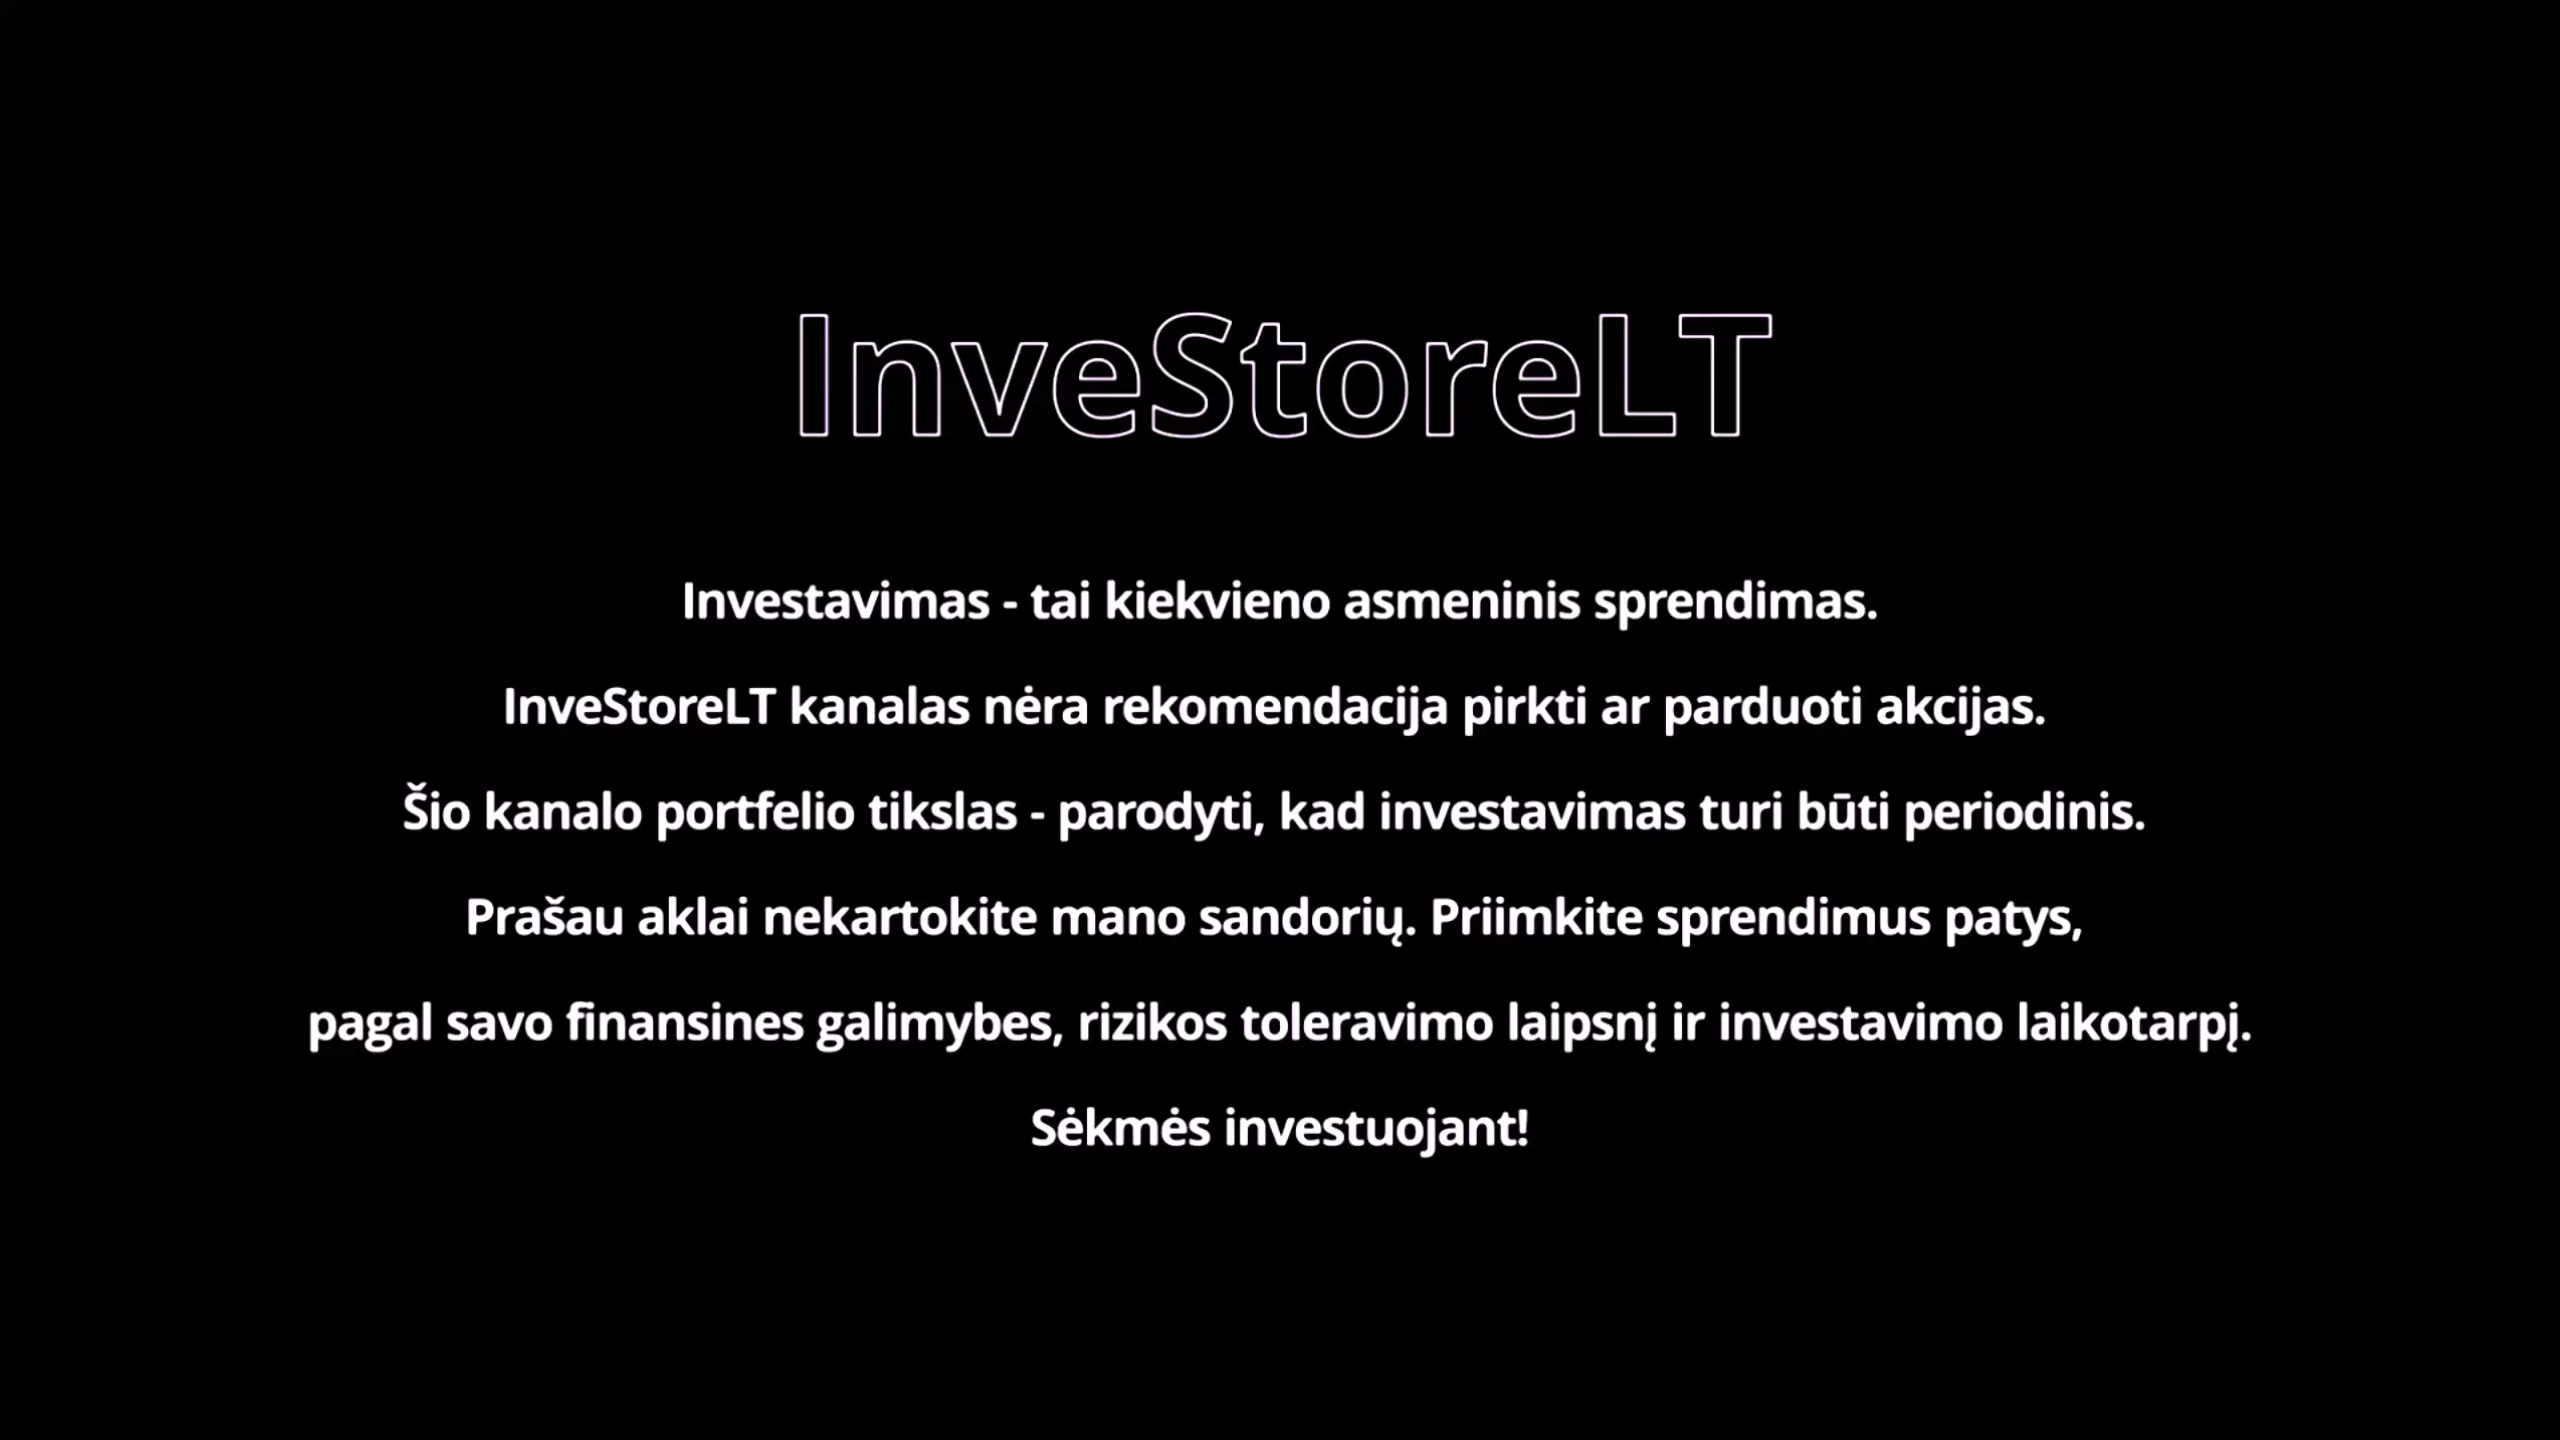 InveStoreLT
Investavimas - tai kiekvieno asmeninis sprendimas.
InveStoreLT kanalas nėra rekomendacija pirkti ar parduoti akcijas.
Šio kanalo portfelio tikslas - parodyti, kad investavimas turi būti periodinis.
Prašau aklai nekartokite mano sandorių. Priimkite sprendimus patys,
pagal savo finansines galimybes, rizikos toleravimo laipsnį ir investavimo laikotarpį.
Sėkmės investuojant!